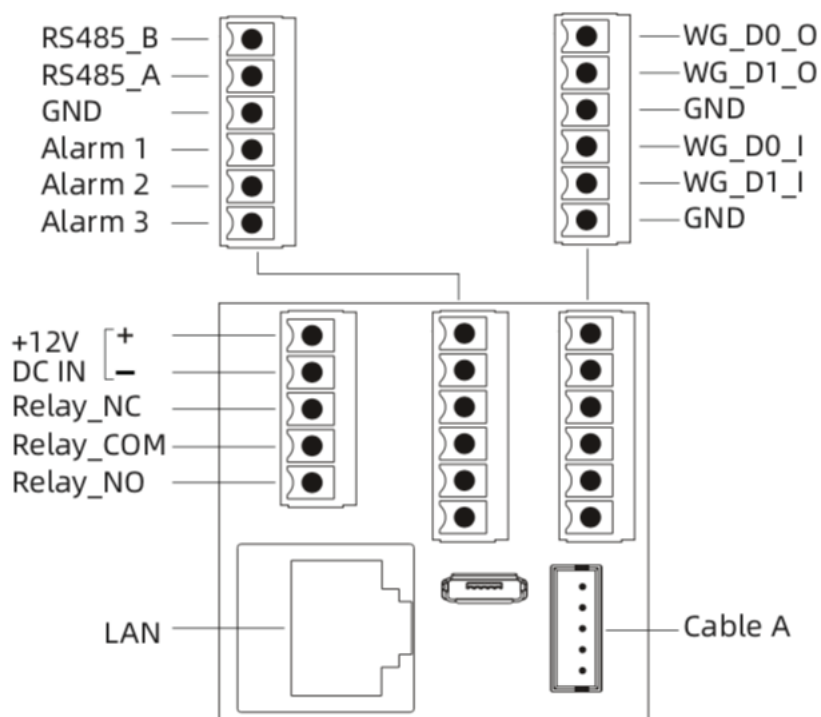 RS485_B
RS485_A
GND
Alarm 1
Alarm 2
Alarm 3
WG_D0_O
WG_D1_O
GND
WG_D0_I
WG_D1_I
GND
+12V +
DC IN −
Relay_NC
Relay_COM
Relay_NO
LAN
Cable A